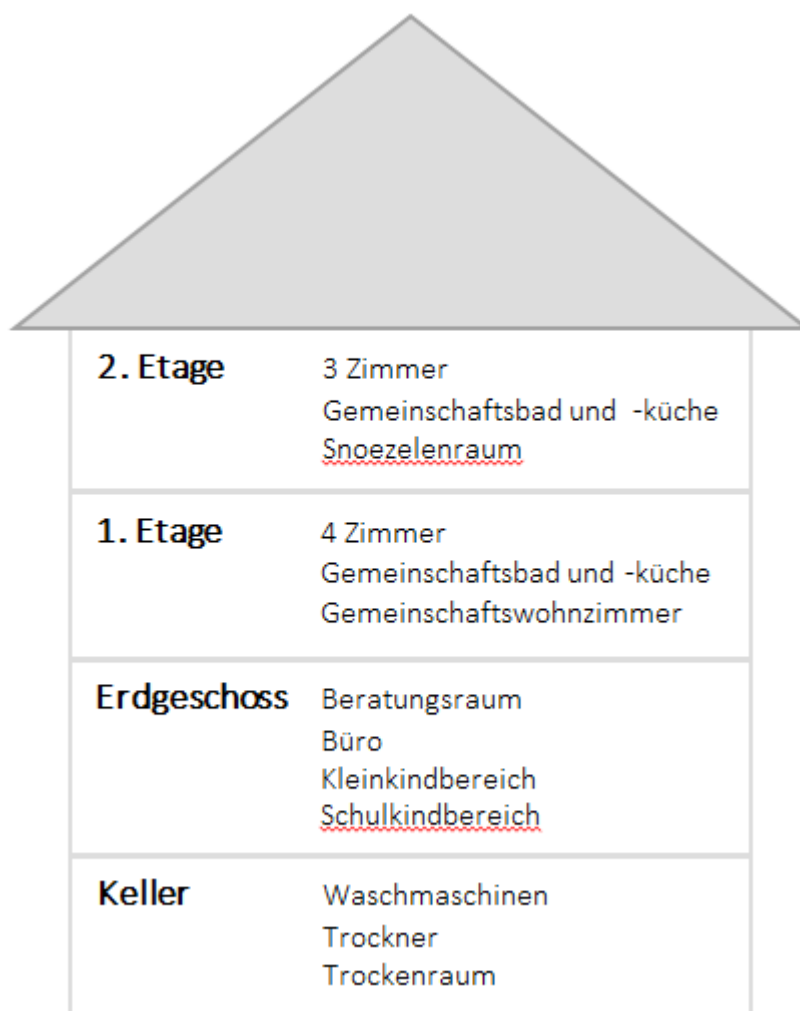 2. Etage 3 Zimmer
Gemeinschaftsbad und -küche
Snoezelenraum
1. Etage 4 Zimmer
Gemeinschaftsbad und -küche
Gemeinschaftswohnzimmer
Erdgeschoss Beratungsraum
Büro
Kleinkindbereich
Schulkindbereich
Keller Waschmaschinen
Trockner
Trockenraum